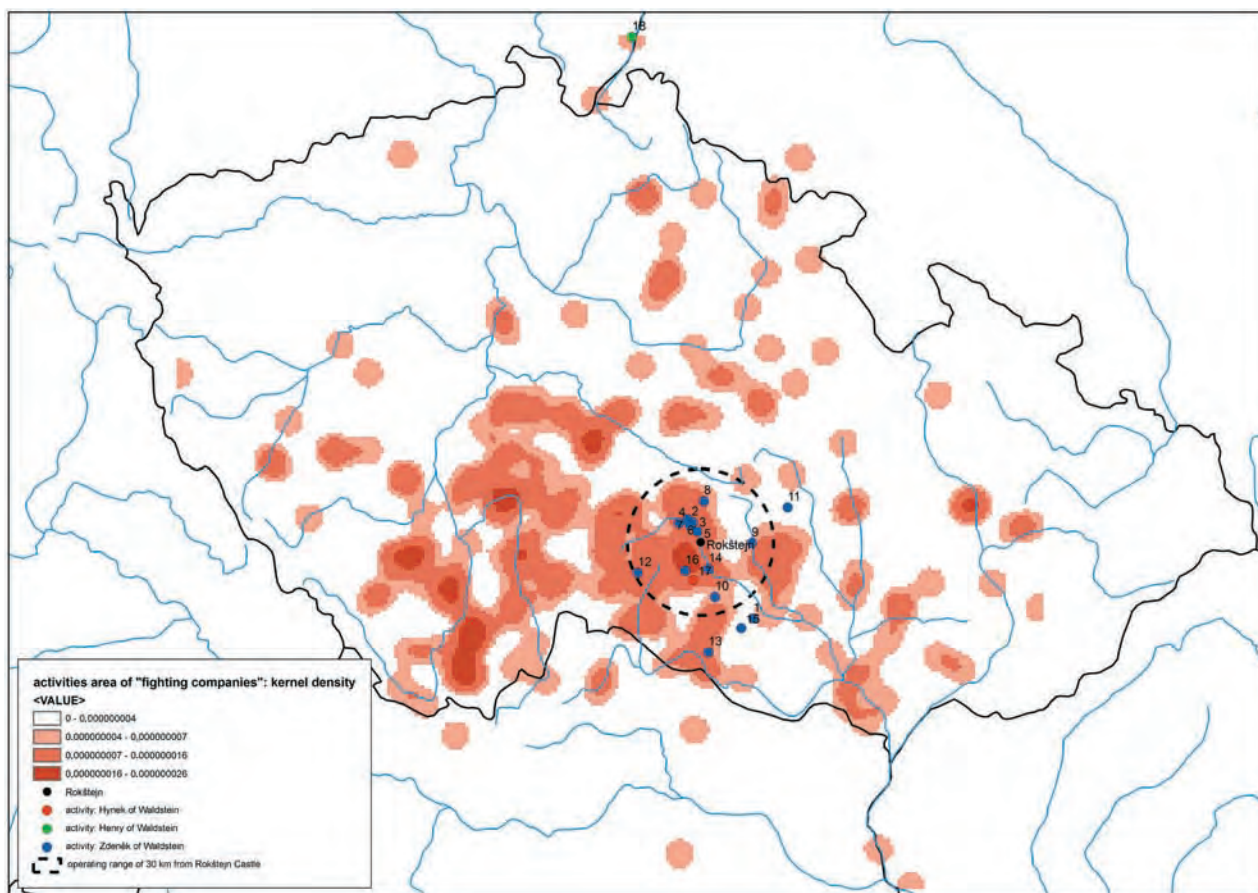 18
8
11
4
2
7
3
6
5
9
Rokštejn
12
16
14
17
10
1
15
13
activities area of "fighting companies": kernel density
<VALUE>
0 - 0,000000004
0,000000004 - 0,000000007
0,000000007 - 0.000000016
0,000000016 - 0.000000026
Rokštejn
activity: Hynek of Waldstein
activity: Henry of Waldstein
activity: Zdeněk of Waldstein
operating range of 30 km from Rokštejn Castle